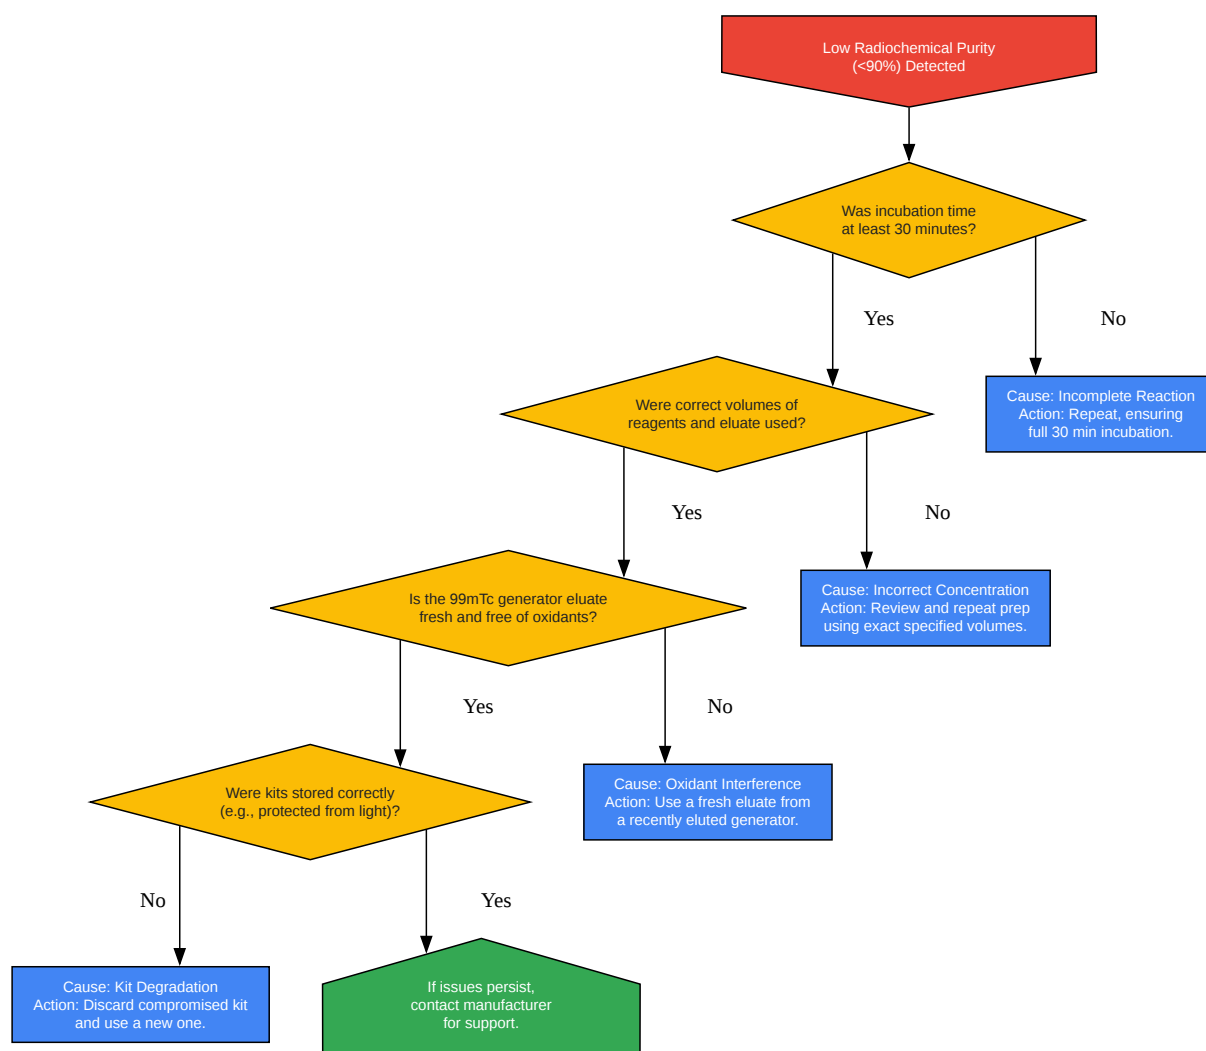 Low Radiochemical Purity
(<90%) Detected
Was incubation time
at least 30 minutes?
Yes
No
Cause: Incomplete Reaction
Action: Repeat, ensuring
full 30 min incubation.
Were correct volumes of
reagents and eluate used?
Yes
No
Cause: Incorrect Concentration
Action: Review and repeat prep
using exact specified volumes.
Is the 99mTc generator eluate
fresh and free of oxidants?
Yes
No
Cause: Oxidant Interference
Action: Use a fresh eluate from
a recently eluted generator.
Were kits stored correctly
(e.g., protected from light)?
No
Yes
Cause: Kit Degradation
Action: Discard compromised kit
and use a new one.
If issues persist,
contact manufacturer
for support.